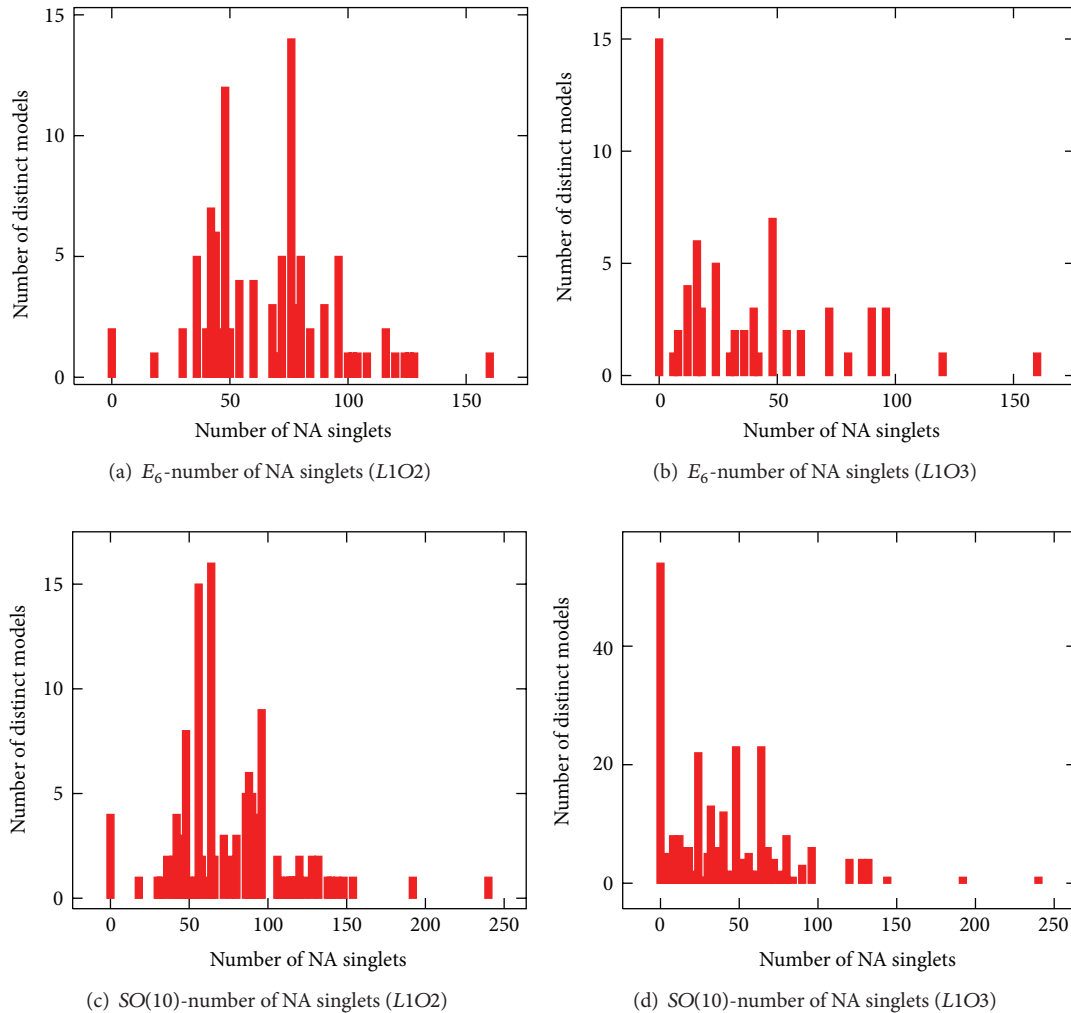 15
10
5
0
Number of distinct models
0 50 100 150
Number of NA singlets
(a) E6-number of NA singlets (L1O2)
15
10
5
0
Number of distinct models
0 50 100 150
Number of NA singlets
(b) E6-number of NA singlets (L1O3)
15
10
5
0
Number of distinct models
0 50 100 150 200 250
Number of NA singlets
(c) SO(10)-number of NA singlets (L1O2)
40
20
0
Number of distinct models
0 50 100 150 200 250
Number of NA singlets
(d) SO(10)-number of NA singlets (L1O3)